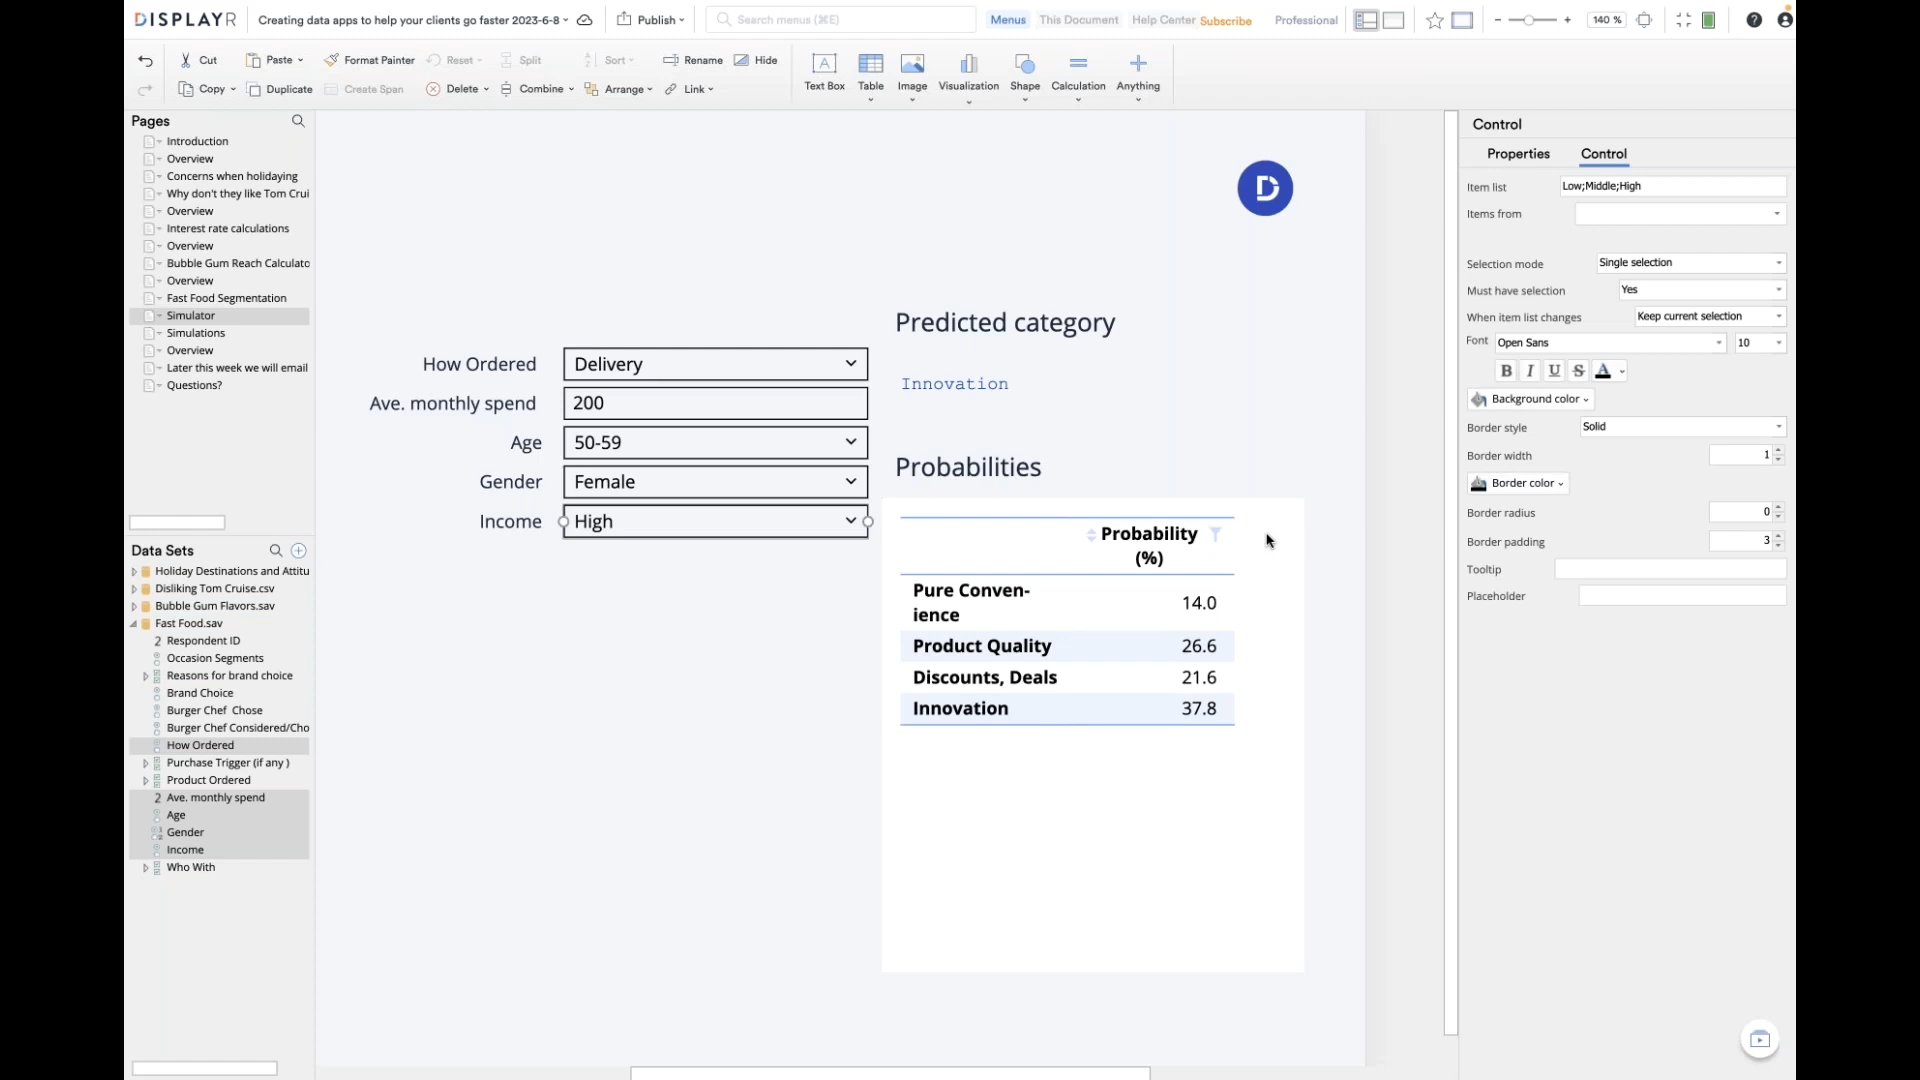 DISPLAYR
Creating data apps to help your clients go faster 2023-6-8
Publish
Search menus (⌘E)
Menus
This Document
Help Center
Subscribe
Professional
140 %
Cut
Paste
Format Painter
Reset
Split
Sort
Rename
Hide
Copy
Duplicate
Create Span
Delete
Combine
Arrange
Link
Text Box
Table
Image
Visualization
Shape
Calculation
Anything
Pages
Introduction
Overview
Concerns when holidaying
Why don't they like Tom Crui
Overview
Interest rate calculations
Overview
Bubble Gum Reach Calculato
Overview
Fast Food Segmentation
Simulator
Simulations
Overview
Later this week we will email
Questions?
Data Sets
Holiday Destinations and Attitu
Disliking Tom Cruise.csv
Bubble Gum Flavors.sav
Fast Food.sav
2 Respondent ID
Occasion Segments
Reasons for brand choice
Brand Choice
Burger Chef Chose
Burger Chef Considered/Cho
How Ordered
Purchase Trigger (if any )
Product Ordered
2 Ave. monthly spend
Age
Gender
Income
Who With
D
How Ordered
Delivery
Ave. monthly spend
200
Age
50-59
Gender
Female
Income
High
Predicted category
Innovation
Probabilities
Probability
(%)
Pure Conven-
ience
14.0
Product Quality
26.6
Discounts, Deals
21.6
Innovation
37.8
Control
Properties
Control
Item list
Low;Middle;High
Items from
Selection mode
Single selection
Must have selection
Yes
When item list changes
Keep current selection
Font
Open Sans
10
B I U S A
Background color
Border style
Solid
Border width
1
Border color
Border radius
0
Border padding
3
Tooltip
Placeholder